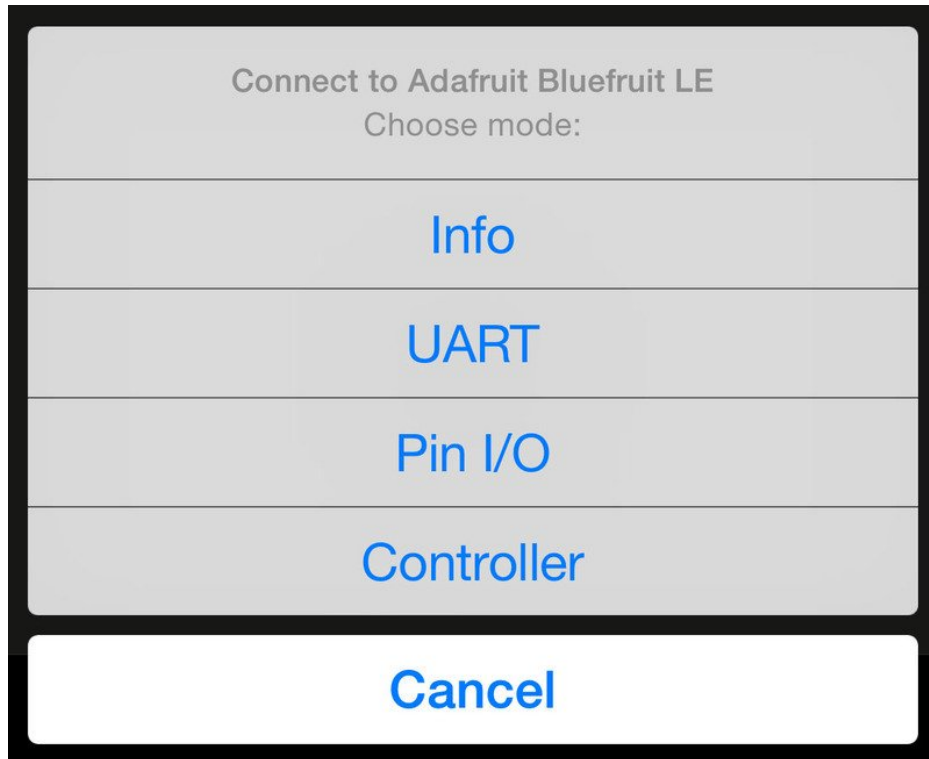 Connect to Adafruit Bluefruit LE
Choose mode:
Info
UART
Pin I/O
Controller
Cancel